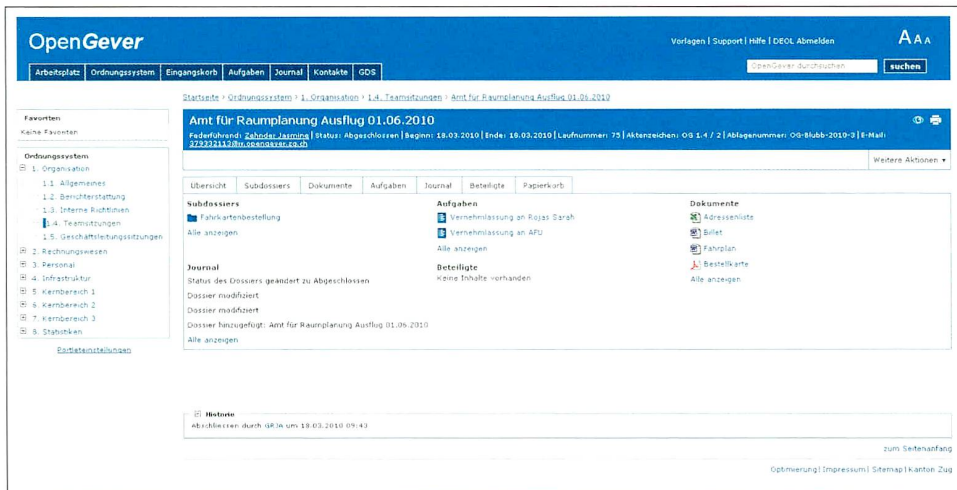 OpenGever
Vorlagen | Support | Hilfe | DEOL Abmelden
A A A
Arbeitsplatz Ordnungssystem Eingangskorb Aufgaben Journal Kontakte GDS
OpenGever durchsuchen
suchen
Startseite › Ordnungssystem › 1. Organisation › 1.4. Teamsitzungen › Amt für Raumplanung Ausflug 01.06.2010
Favoriten
Keine Favoriten
Ordnungssystem
1. Organisation
1.1. Allgemeines
1.2. Berichterstattung
1.3. Interne Richtlinien
1.4. Teamsitzungen
1.5. Geschäftsleitungssitzungen
2. Rechnungswesen
3. Personal
4. Infrastruktur
5. Kernbereich 1
6. Kernbereich 2
7. Kernbereich 3
8. Statistiken
Portleteinstellungen
Amt für Raumplanung Ausflug 01.06.2010
Federführend: Zehnder Jasmine | Status: Abgeschlossen | Beginn: 18.03.2010 | Ende: 18.03.2010 | Laufnummer: 75 | Aktenzeichen: OG 1.4 / 2 | Ablagenummer: OG-Blubb-2010-3 | E-Mail:
379332113@rr.opengever.zg.ch
Weitere Aktionen
Übersicht Subdossiers Dokumente Aufgaben Journal Beteiligte Papierkorb
Subdossiers
Fahrkartenbestellung
Alle anzeigen
Journal
Status des Dossiers geändert zu Abgeschlossen
Dossier modifiziert
Dossier modifiziert
Dossier hinzugefügt: Amt für Raumplanung Ausflug 01.06.2010
Alle anzeigen
Aufgaben
Vernehmlassung an Rojas Sarah
Vernehmlassung an AFU
Alle anzeigen
Beteiligte
Keine Inhalte vorhanden
Dokumente
Adressenliste
Billet
Fahrplan
Bestellkarte
Alle anzeigen
Historie
Abschliessen durch GRJA um 18.03.2010 09:43
zum Seitenanfang
Optimierung | Impressum | Sitemap | Kanton Zug